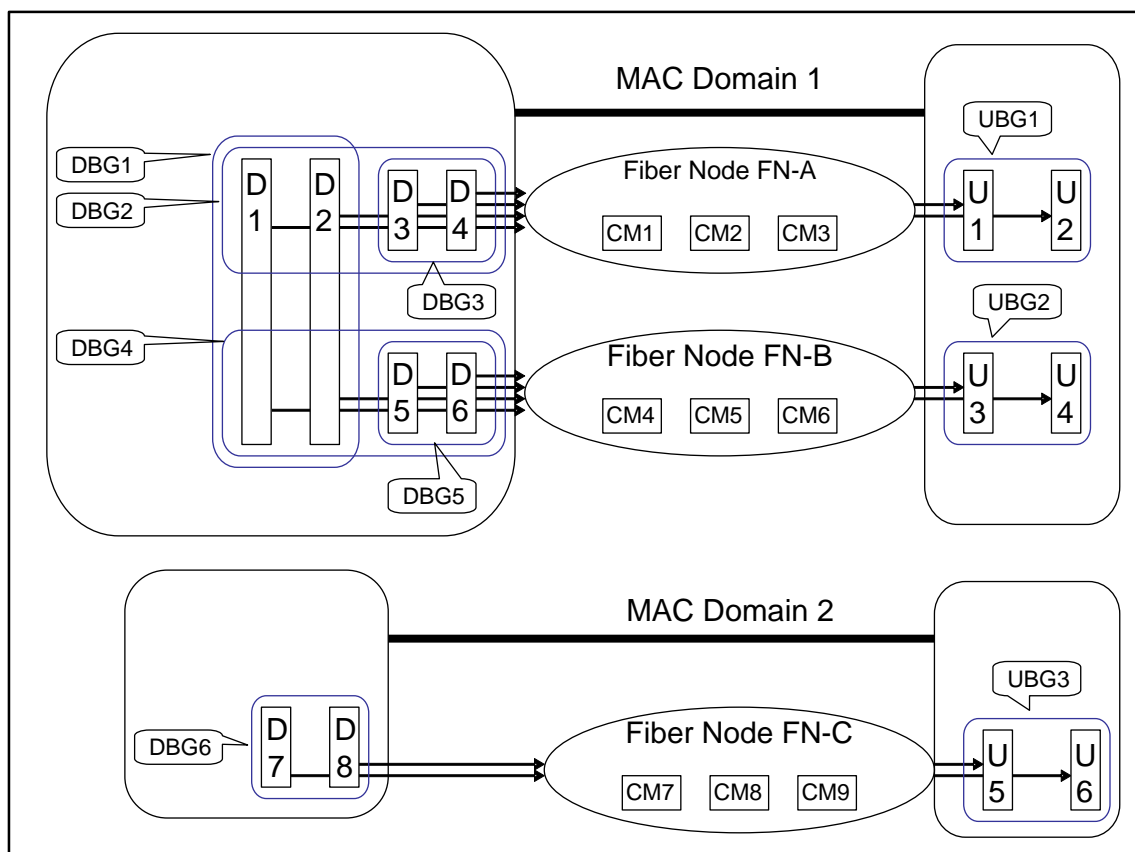 MAC Domain 1
UBG1
DBG1
DBG2
D
1
D
2
D
3
D
4
Fiber Node FN-A
CM1 CM2 CM3
U
1
U
2
DBG3
UBG2
DBG4
D
5
D
6
Fiber Node FN-B
CM4 CM5 CM6
U
3
U
4
DBG5
MAC Domain 2
UBG3
DBG6
D
7
D
8
Fiber Node FN-C
CM7 CM8 CM9
U
5
U
6